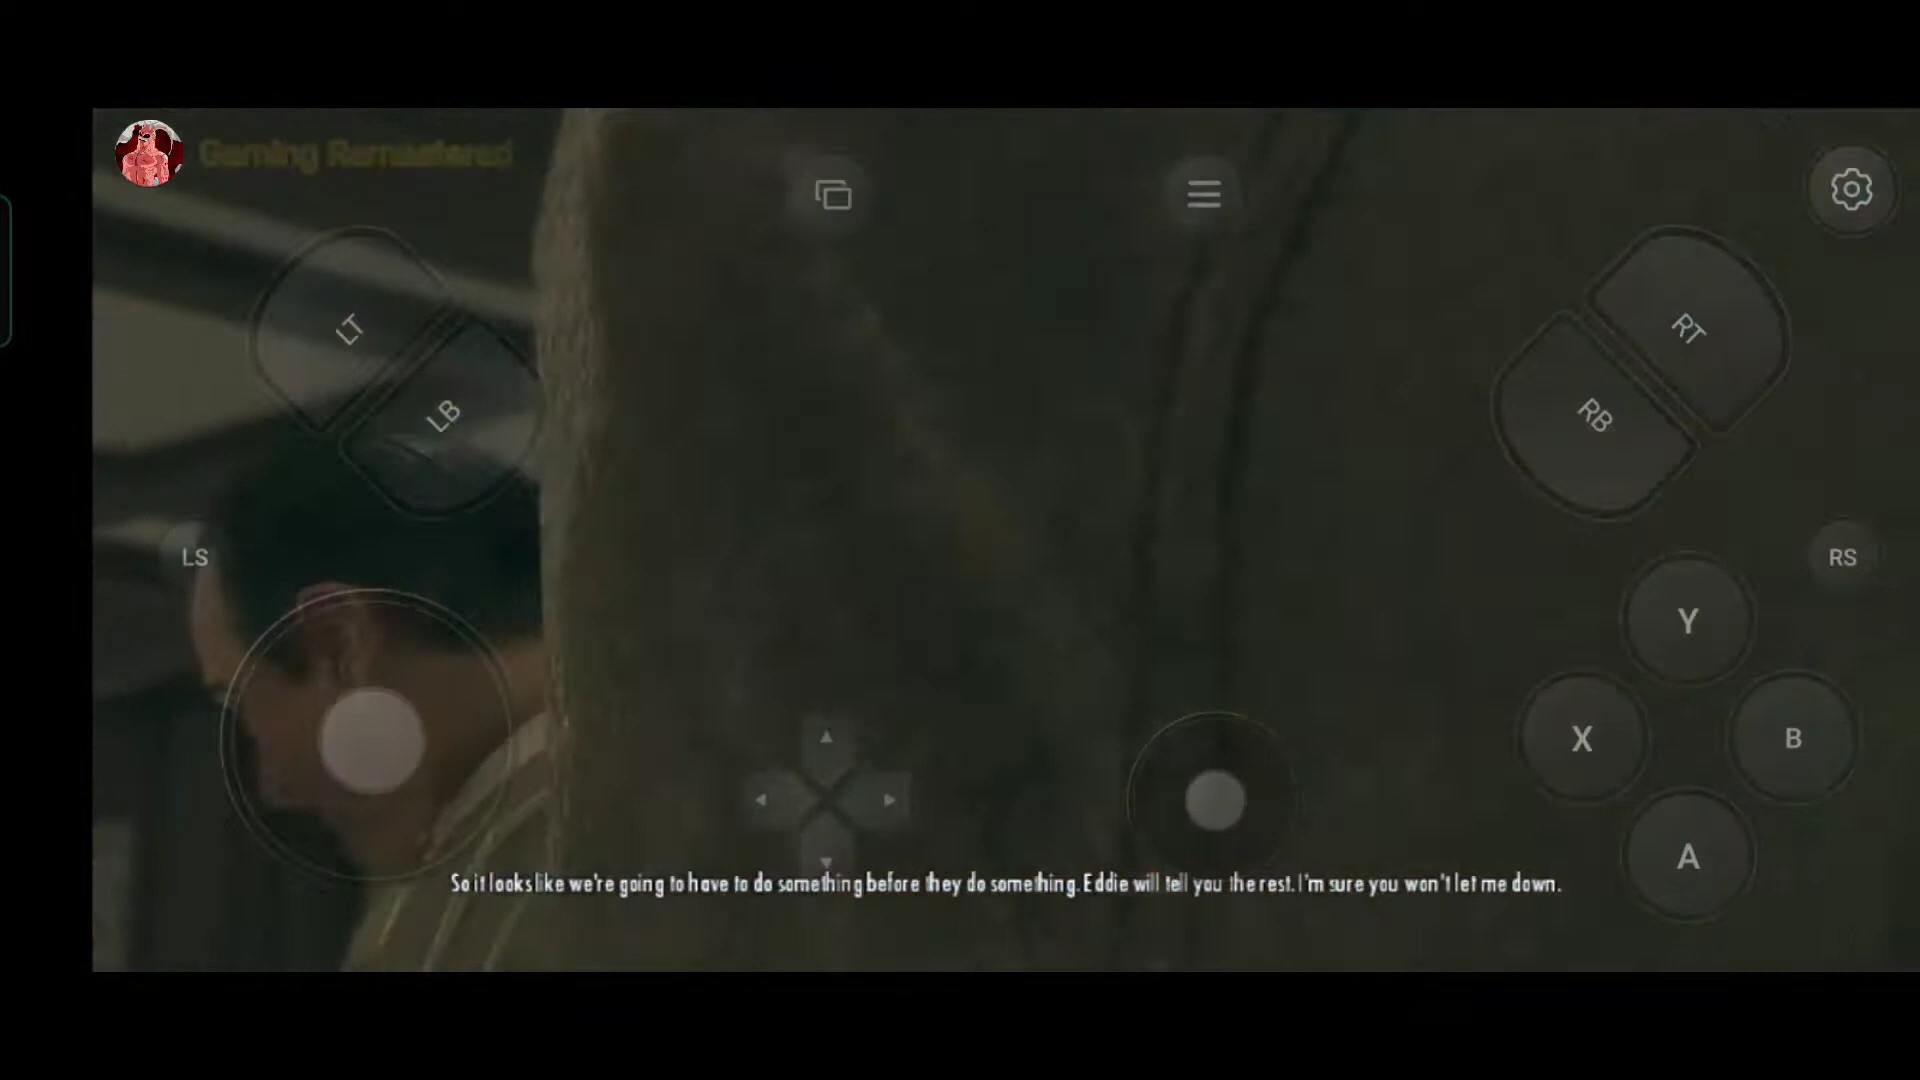 Gaming Remastered
LT
RT
LB
RB
LS
RS
Y
X
B
A
So it looks like we're going to have to do something before they do something. Eddie will tell you the rest. I'm sure you won't let me down.